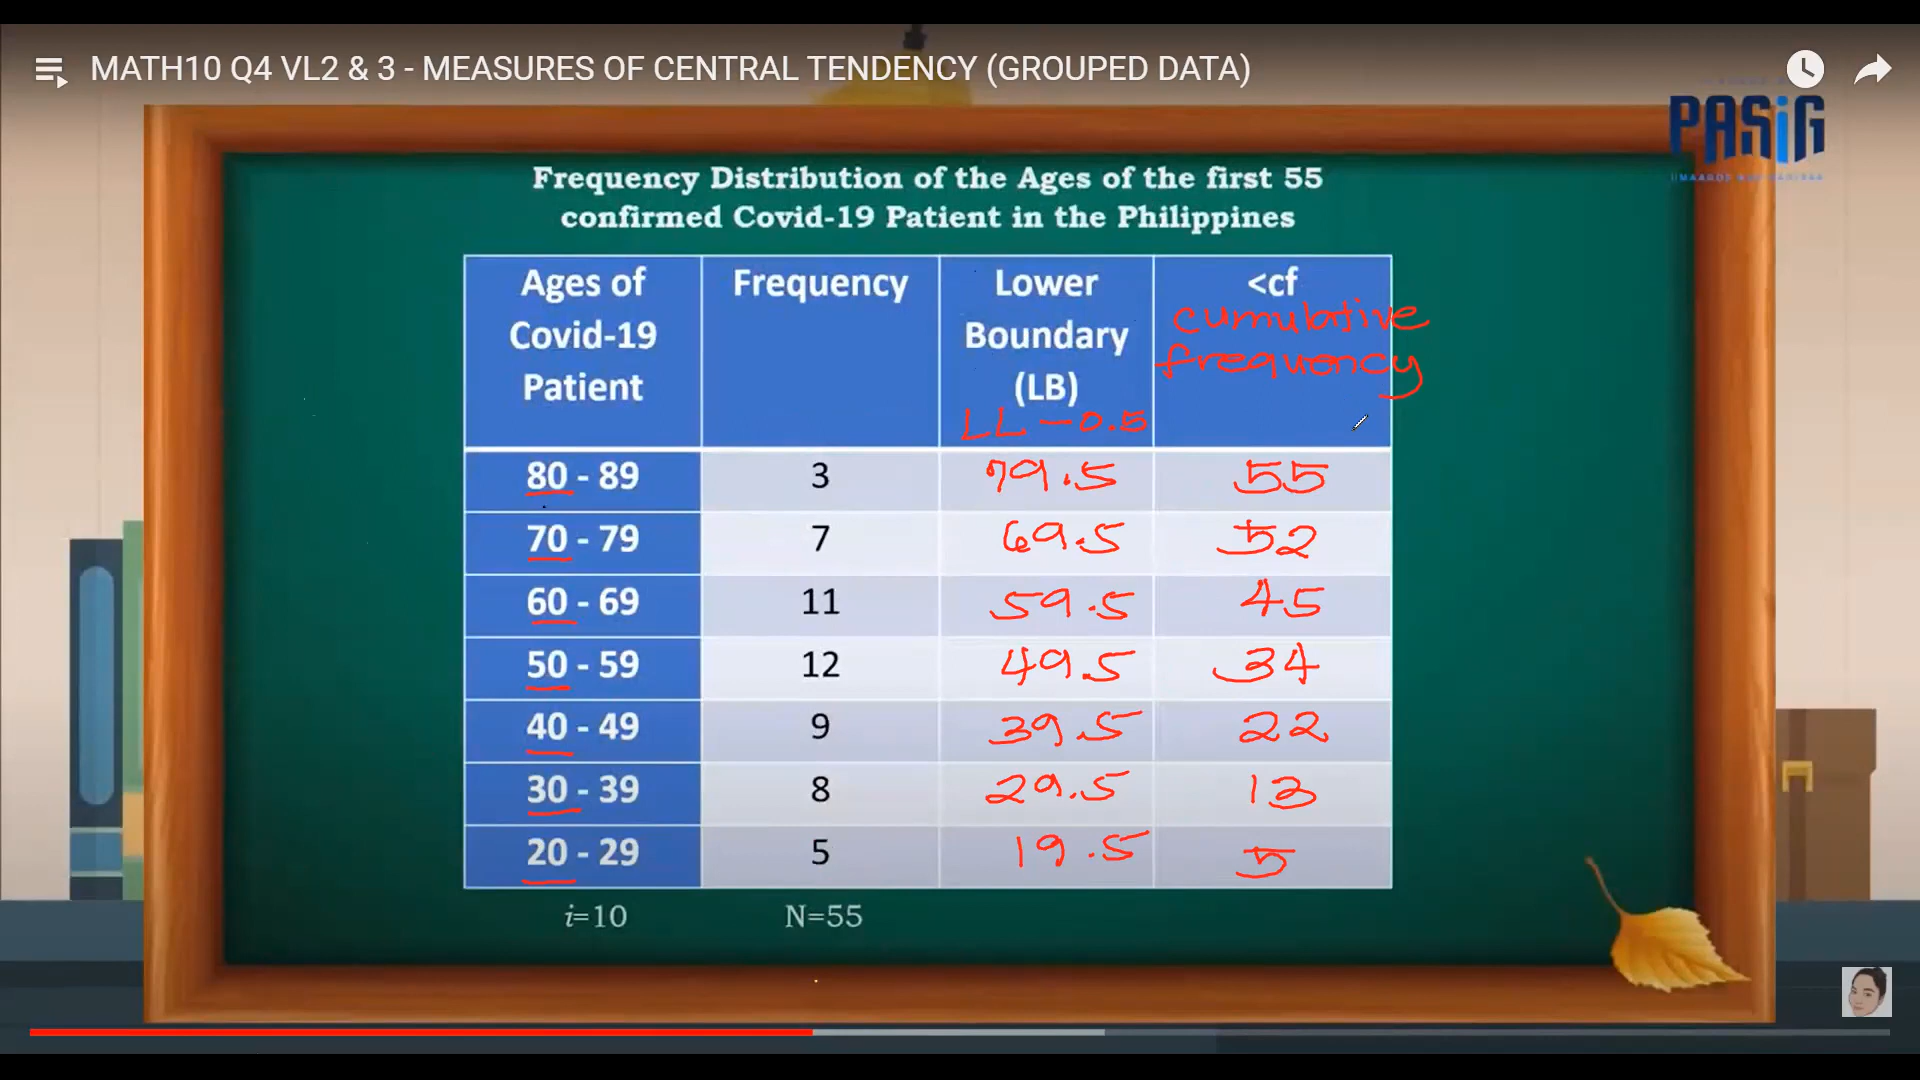 MATH10 Q4 VL2 & 3 - MEASURES OF CENTRAL TENDENCY (GROUPED DATA)
PASiG
Frequency Distribution of the Ages of the first 55
confirmed Covid-19 Patient in the Philippines
Ages of Covid-19 Patient Frequency Lower Boundary (LB) LL - 0.5 <cf cumulative frequency
80 - 89 3 79.5 55
70 - 79 7 69.5 52
60 - 69 11 59.5 45
50 - 59 12 49.5 34
40 - 49 9 39.5 22
30 - 39 8 29.5 13
20 - 29 5 19.5 5
i=10 N=55